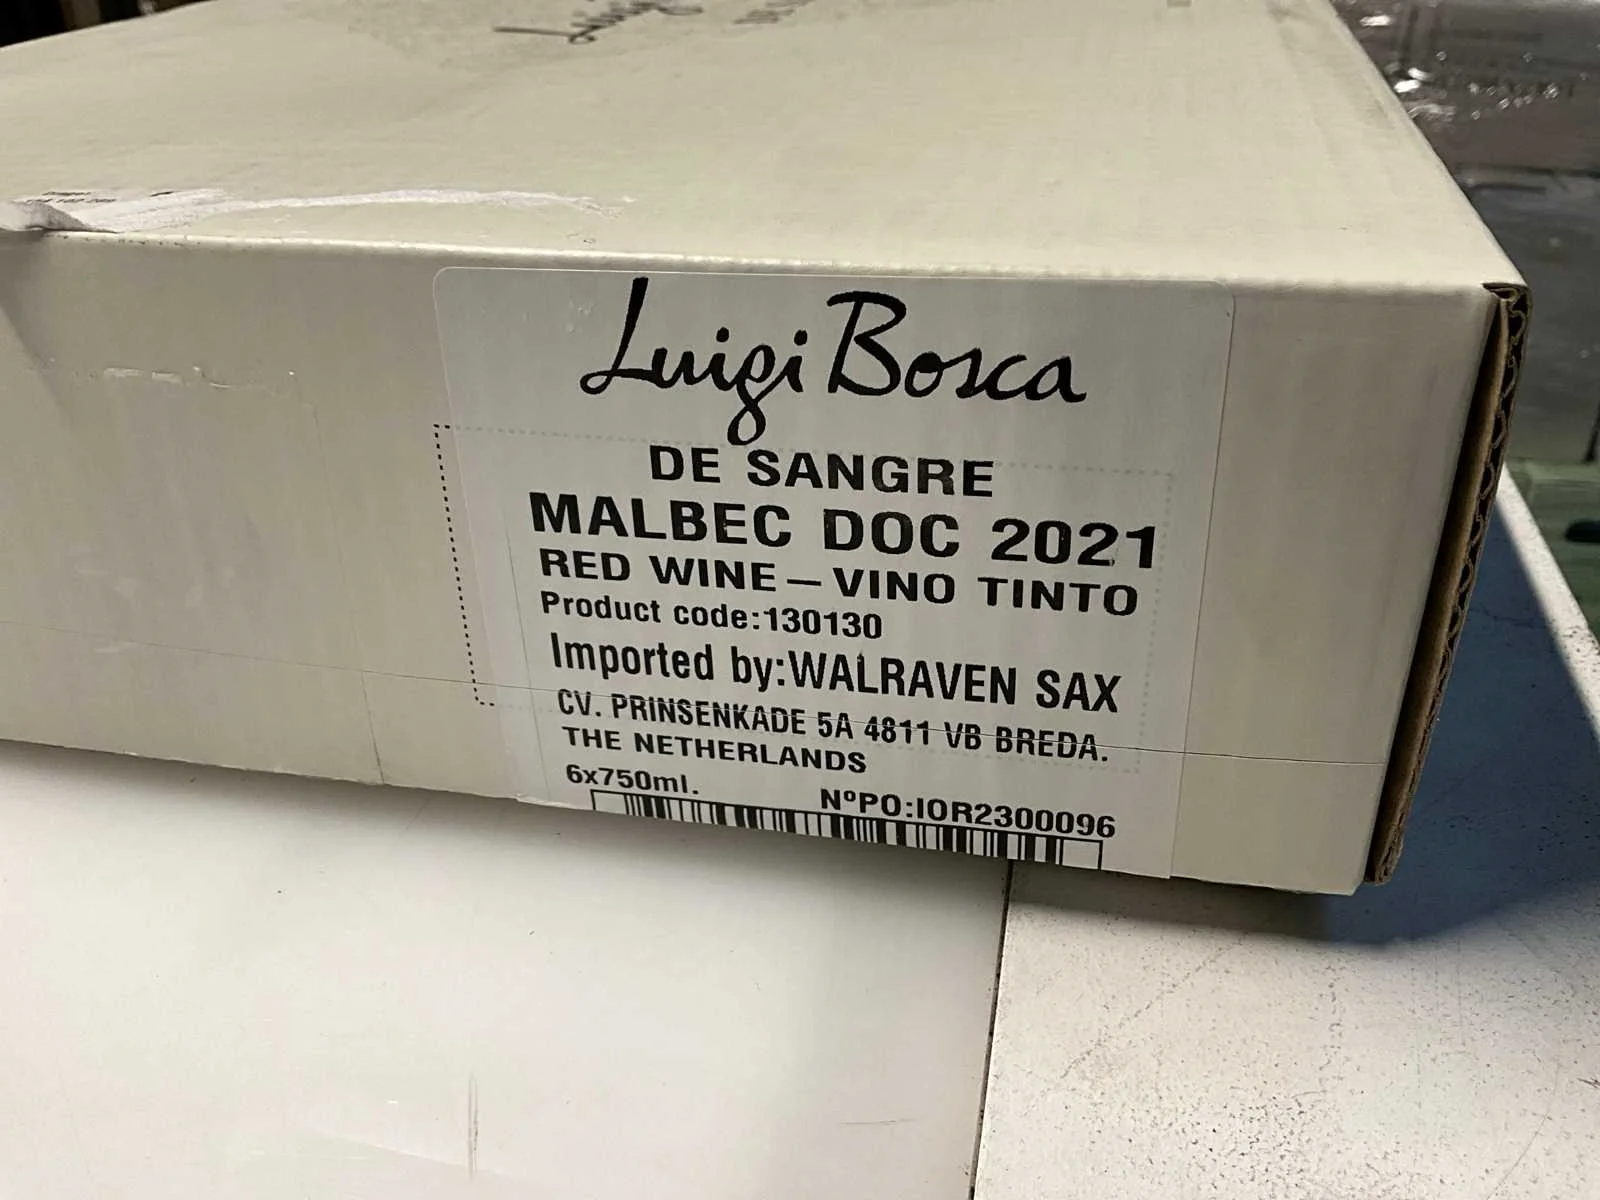 Luigi Bosca
DE SANGRE
MALBEC DOC 2021
RED WINE – VINO TINTO
Product code:130130
Imported by:WALRAVEN SAX
CV. PRINSENKADE 5A 4811 VB BREDA.
THE NETHERLANDS
6x750ml.
NºPO:IOR2300096